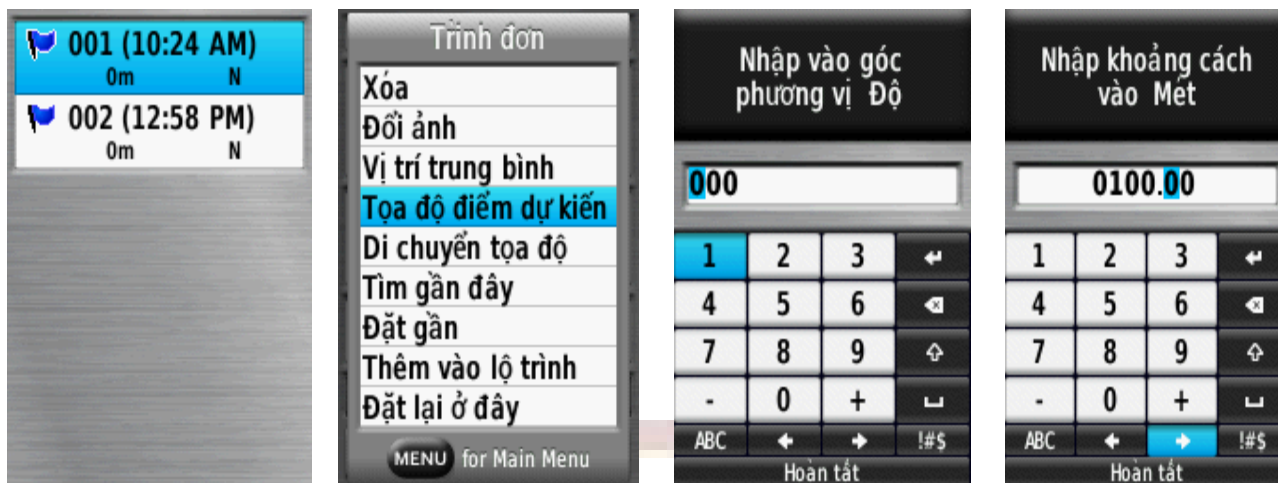 001 (10:24 AM)
0m N
002 (12:58 PM)
0m N
Trình đơn
Xóa
Đổi ảnh
Vị trí trung bình
Tọa độ điểm dự kiến
Di chuyển tọa độ
Tìm gần đây
Đặt gần
Thêm vào lộ trình
Đặt lại ở đây
MENU for Main Menu
Nhập vào góc
phương vị Độ
000
1 2 3
4 5 6
7 8 9
- 0 +
ABC !#$
Hoàn tất
Nhập khoảng cách
vào Mét
0100.00
1 2 3
4 5 6
7 8 9
- 0 +
ABC !#$
Hoàn tất